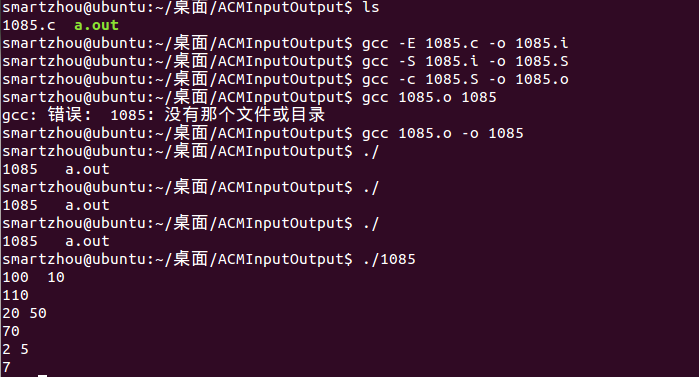 smartzhou@ubuntu:~/桌面/ACMInputOutput$ ls
1085.c  a.out
smartzhou@ubuntu:~/桌面/ACMInputOutput$ gcc -E 1085.c -o 1085.i
smartzhou@ubuntu:~/桌面/ACMInputOutput$ gcc -S 1085.i -o 1085.S
smartzhou@ubuntu:~/桌面/ACMInputOutput$ gcc -c 1085.S -o 1085.o
smartzhou@ubuntu:~/桌面/ACMInputOutput$ gcc 1085.o 1085
gcc: 错误:  1085: 没有那个文件或目录
smartzhou@ubuntu:~/桌面/ACMInputOutput$ gcc 1085.o -o 1085
smartzhou@ubuntu:~/桌面/ACMInputOutput$ ./
1085   a.out
smartzhou@ubuntu:~/桌面/ACMInputOutput$ ./
1085   a.out
smartzhou@ubuntu:~/桌面/ACMInputOutput$ ./
1085   a.out
smartzhou@ubuntu:~/桌面/ACMInputOutput$ ./1085
100  10
110
20 50
70
2 5
7